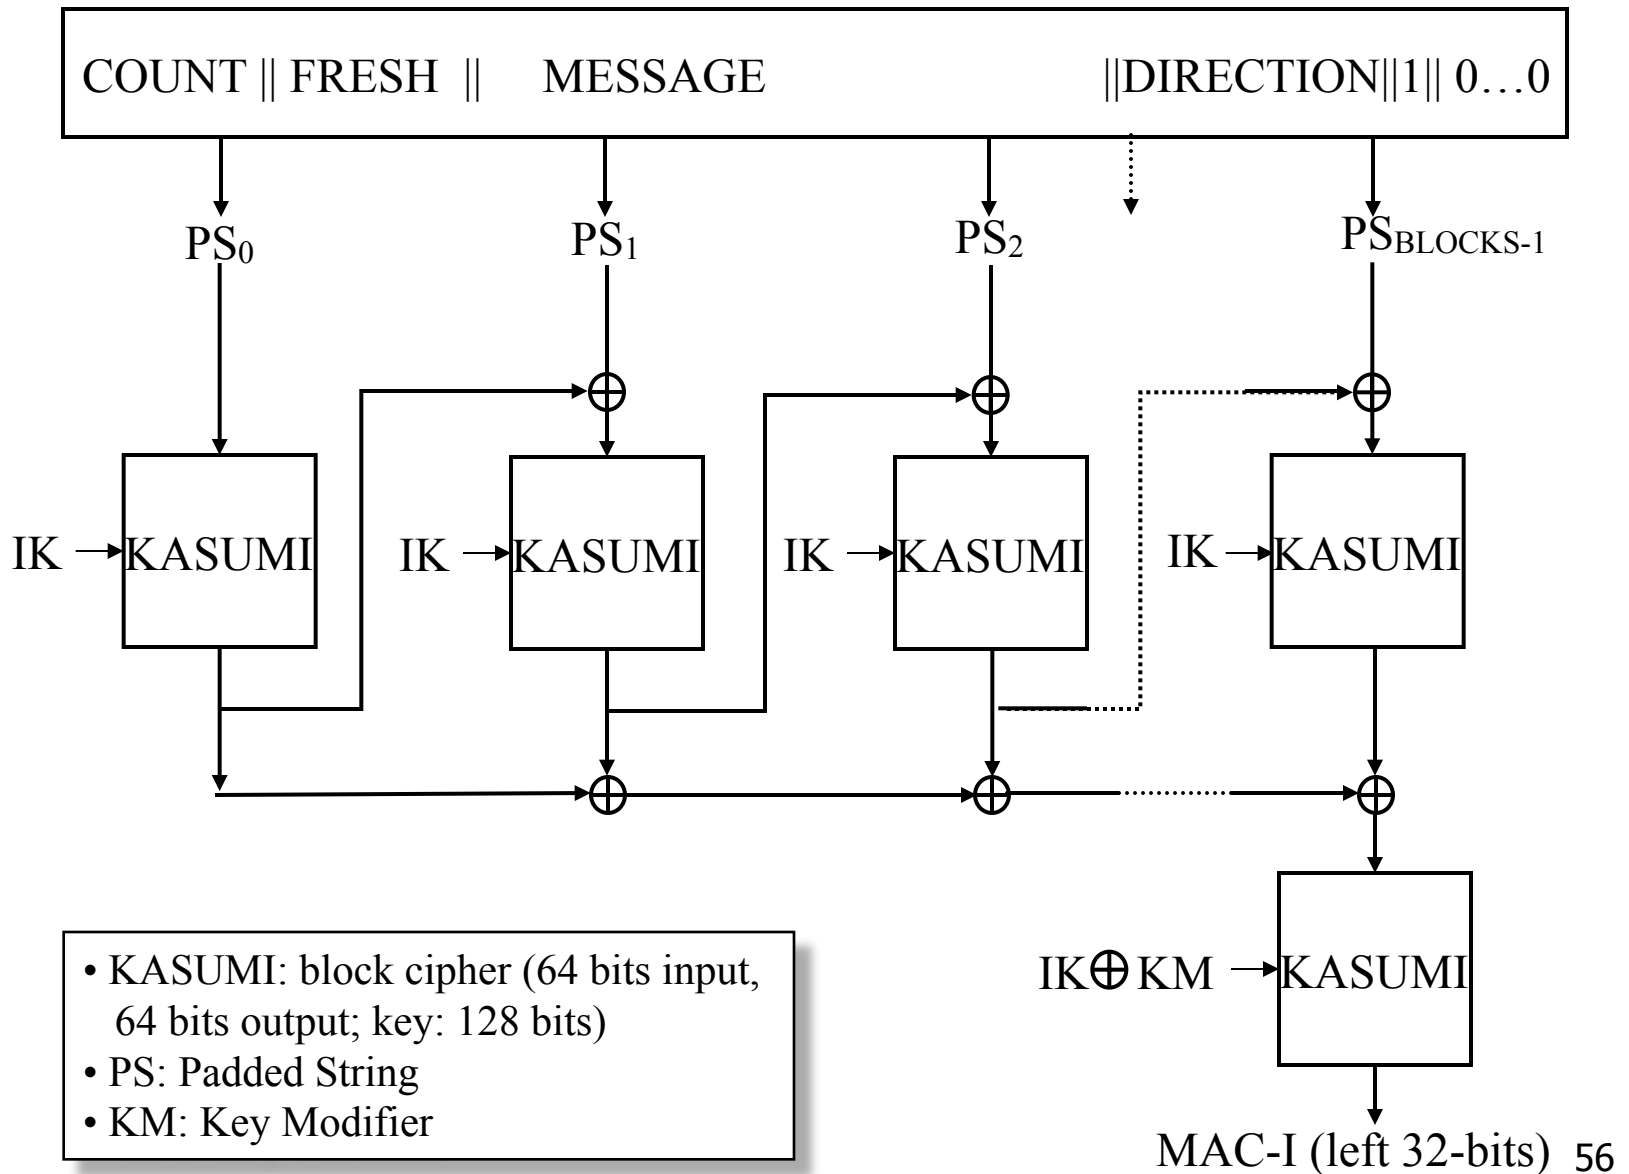 COUNT || FRESH || MESSAGE ||DIRECTION||1|| 0…0
PS0 PS1 PS2 PSBLOCKS-1
IK KASUMI IK KASUMI IK KASUMI IK KASUMI
IK⊕KM KASUMI
• KASUMI: block cipher (64 bits input,
64 bits output; key: 128 bits)
• PS: Padded String
• KM: Key Modifier
MAC-I (left 32-bits) 56